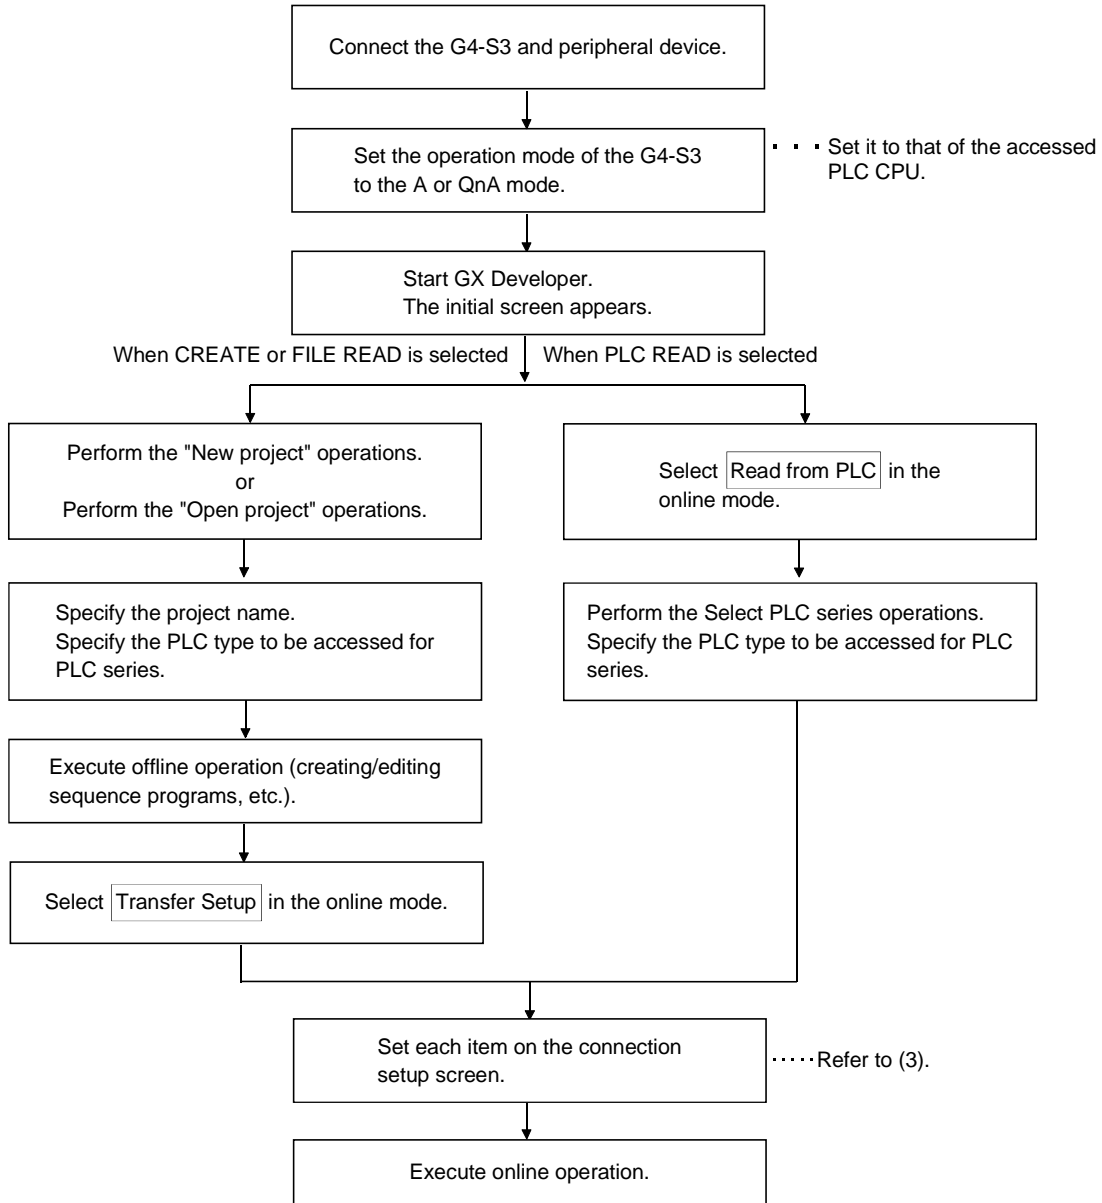 Connect the G4-S3 and peripheral device.
Set the operation mode of the G4-S3
to the A or QnA mode.
Set it to that of the accessed
PLC CPU.
Start GX Developer.
The initial screen appears.
When CREATE or FILE READ is selected
When PLC READ is selected
Perform the "New project" operations.
or
Perform the "Open project" operations.
Select Read from PLC in the
online mode.
Specify the project name.
Specify the PLC type to be accessed for
PLC series.
Perform the Select PLC series operations.
Specify the PLC type to be accessed for PLC
series.
Execute offline operation (creating/editing
sequence programs, etc.).
Select Transfer Setup in the online mode.
Set each item on the connection
setup screen.
Refer to (3).
Execute online operation.